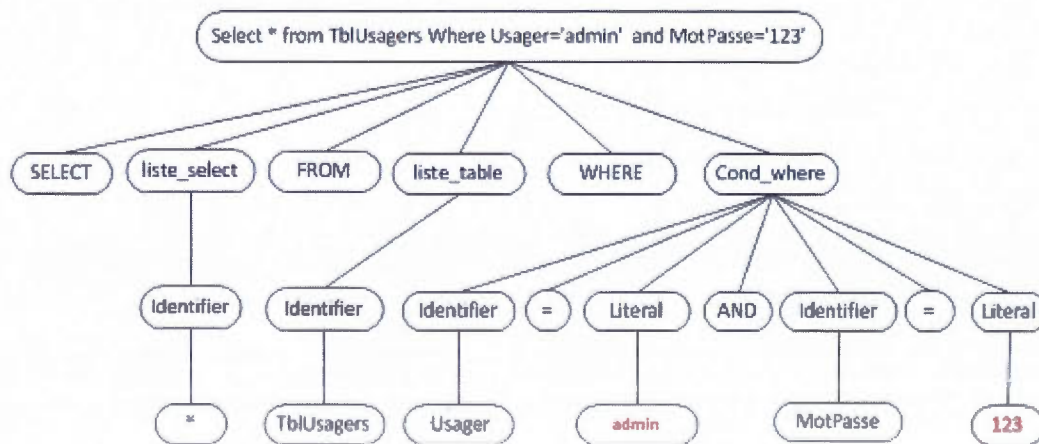 Select * from TblUsagers Where Usager='admin' and MotPasse='123'
SELECT liste_select FROM liste_table WHERE Cond_where
Identifier Identifier Identifier = Literal AND Identifier = Literal
* TblUsagers Usager admin MotPasse 123